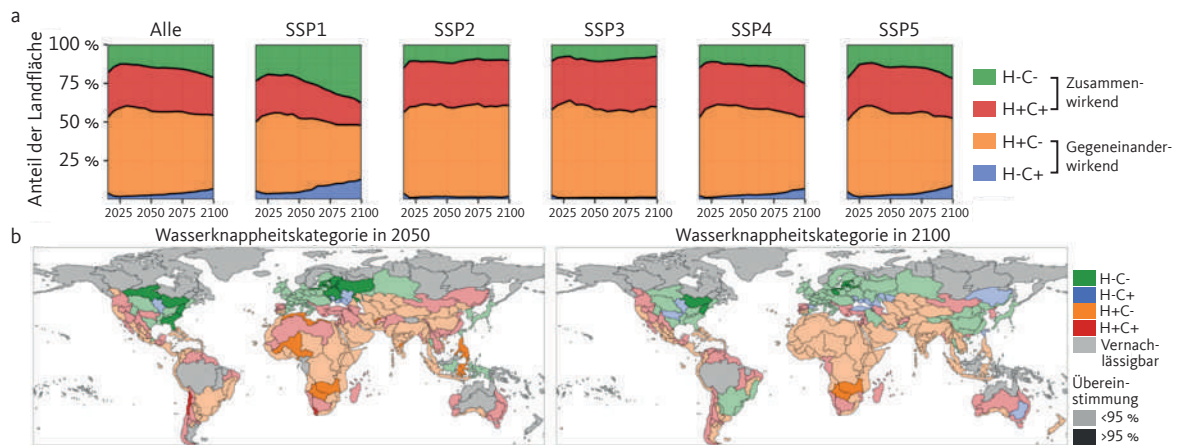 a
Alle SSP1 SSP2 SSP3 SSP4 SSP5
Anteil der Landfläche
100 %
75 %
50 %
25 %
2025 2050 2075 2100 2025 2050 2075 2100 2025 2050 2075 2100 2025 2050 2075 2100 2025 2050 2075 2100 2025 2050 2075 2100
H-C-
H+C+
Zusammen-
wirkend
H+C-
H-C+
Gegeneinander-
wirkend
b
Wasserknappheitskategorie in 2050
Wasserknappheitskategorie in 2100
H-C-
H-C+
H+C-
H+C+
Vernach-
lässigbar
Überein-
stimmung
<95 %
>95 %